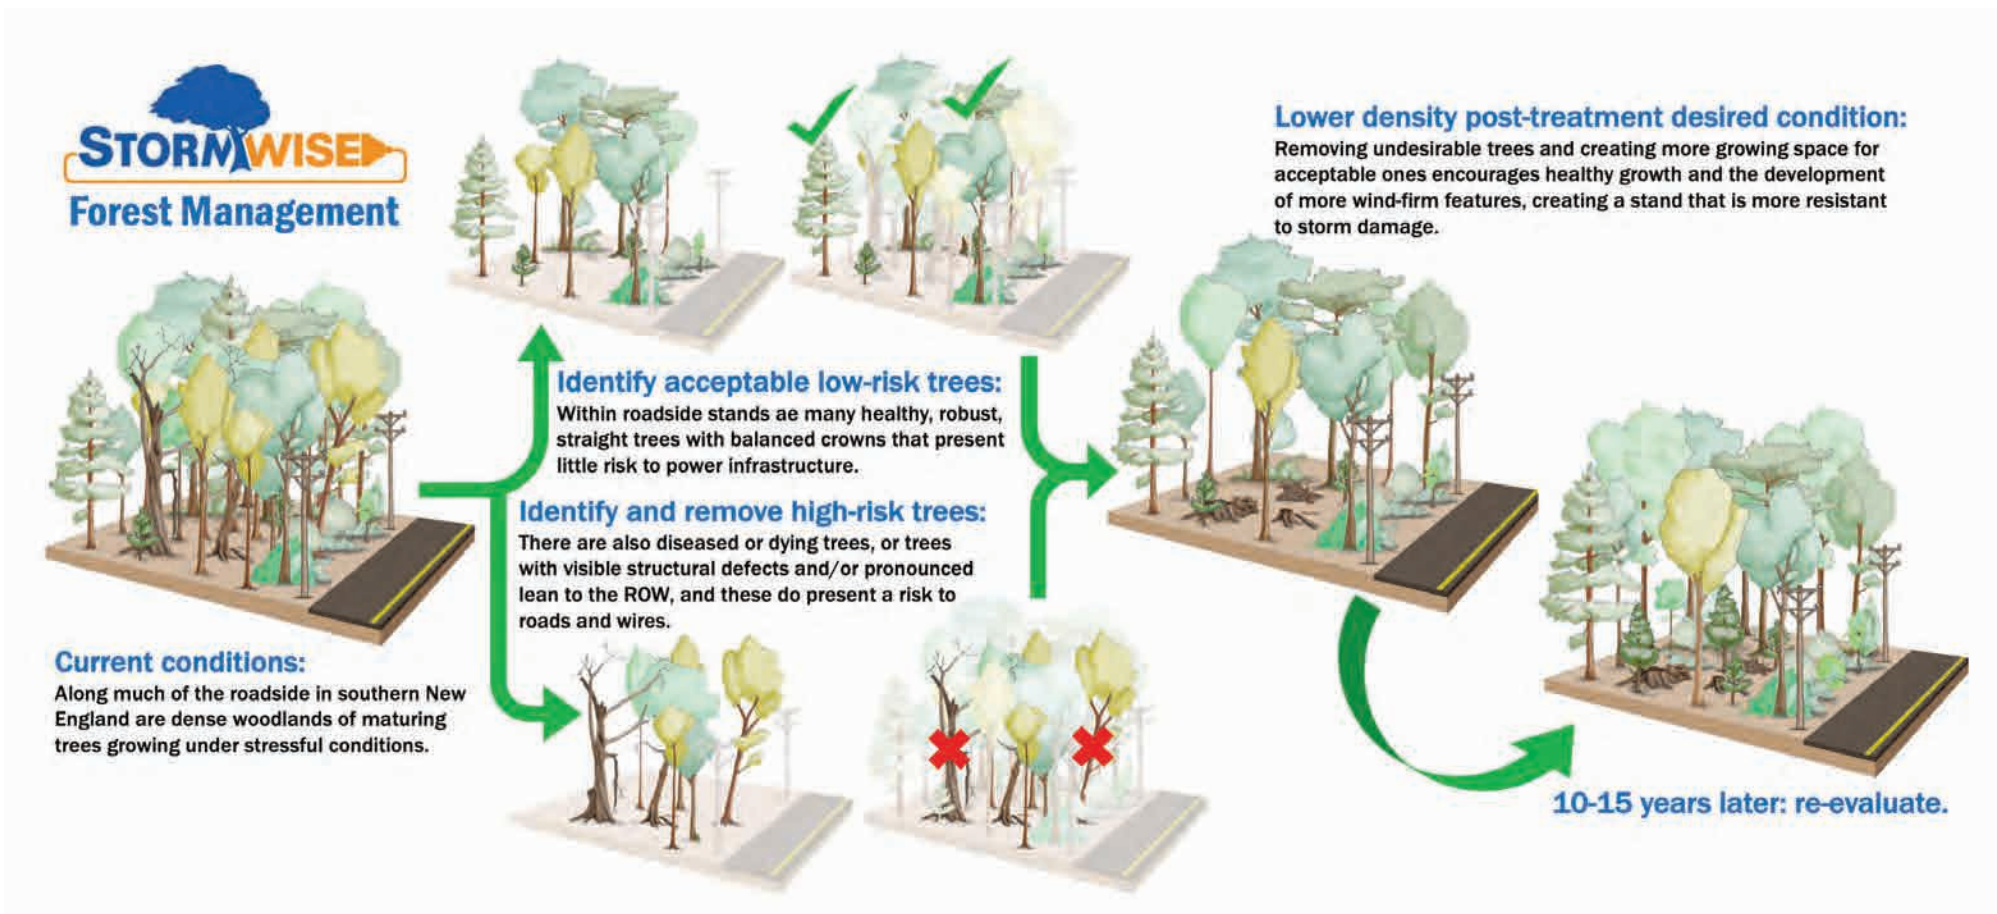 STORMWISE
Forest Management
Current conditions:
Along much of the roadside in southern New
England are dense woodlands of maturing
trees growing under stressful conditions.
Identify acceptable low-risk trees:
Within roadside stands ae many healthy, robust,
straight trees with balanced crowns that present
little risk to power infrastructure.
Identify and remove high-risk trees:
There are also diseased or dying trees, or trees
with visible structural defects and/or pronounced
lean to the ROW, and these do present a risk to
roads and wires.
Lower density post-treatment desired condition:
Removing undesirable trees and creating more growing space for
acceptable ones encourages healthy growth and the development
of more wind-firm features, creating a stand that is more resistant
to storm damage.
10-15 years later: re-evaluate.